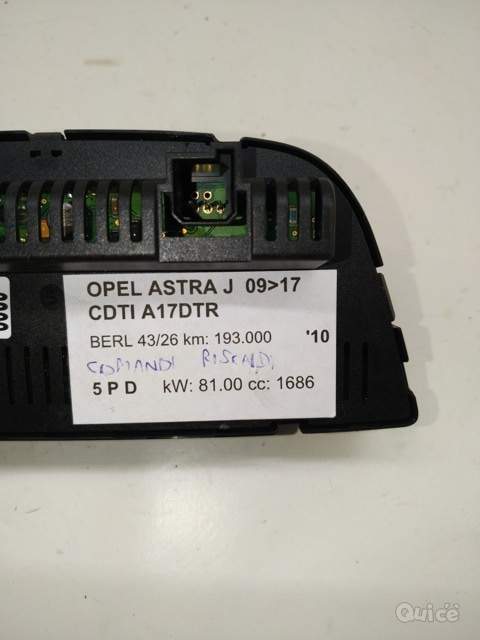 OPEL ASTRA J 09>17
CDTI A17DTR
BERL 43/26 km: 193.000 '10
COMANDI RISCALDI
5 P D kW: 81.00 cc: 1686
Quice